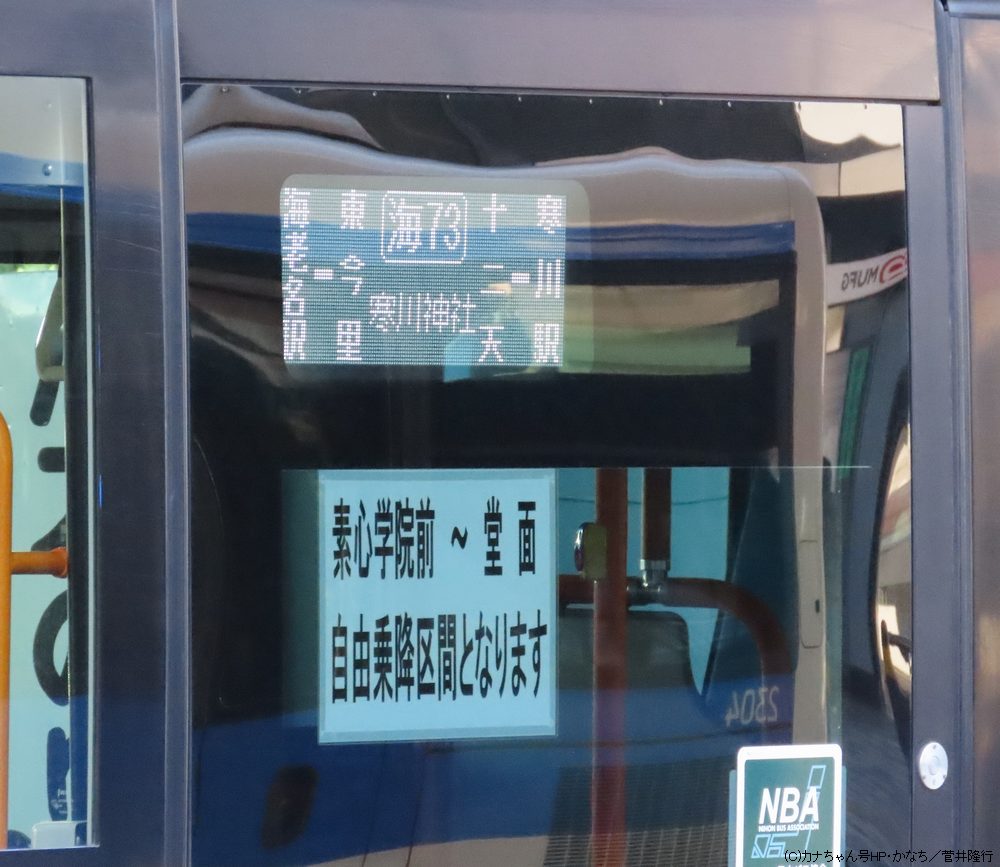 海73
海老名駅
東今里
寒川神社
十二天
寒川駅
MUFG
素心学院前 ～ 堂面
自由乗降区間となります
2304
NBA
NIHON BUS ASSOCIATION
(C)カナちゃん号HP・かなち／菅井隆行